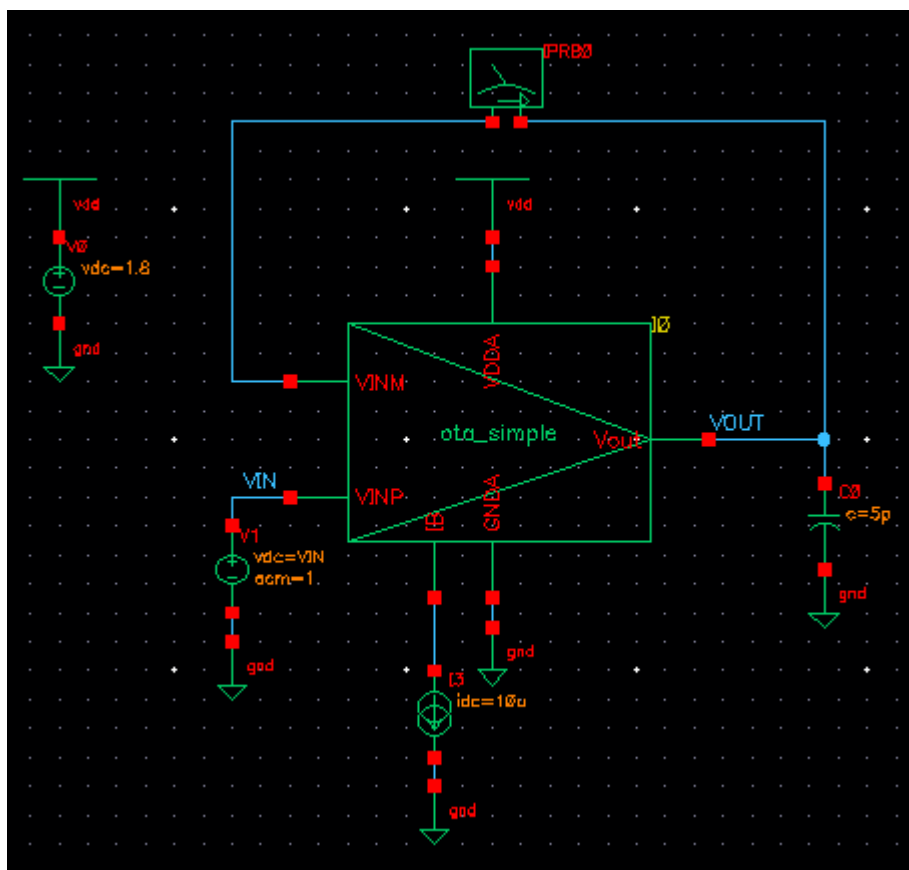 IPRB0
vdd
V0
vdc=1.8
gnd
vdd
I0
VINM
VDDA
ota_simple
Vout
VOUT
VIN
VINP
IB
GNDA
C0
c=5p
gnd
V1
vdc=VIN
acm=1
gnd
gnd
I3
idc=10u
gnd